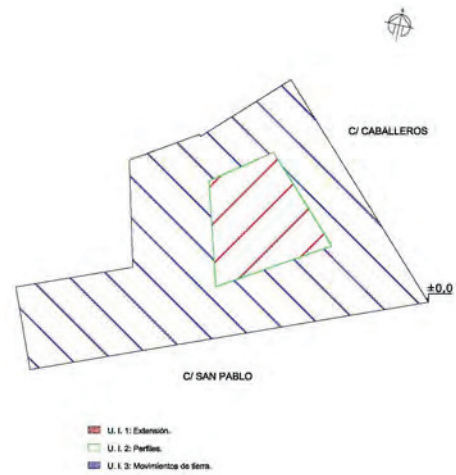 C/ CABALLEROS
±0,0
C/ SAN PABLO
U. I. 1: Extensión.
U. I. 2: Perfiles.
U. I. 3: Movimientos de tierra.